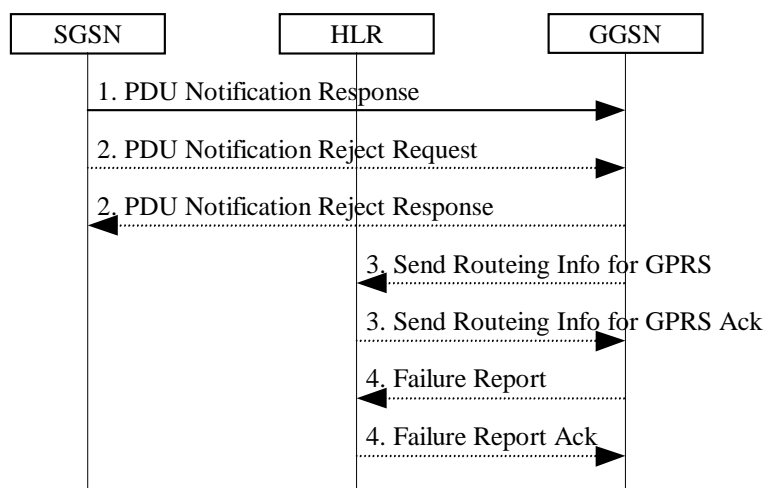 SGSN
HLR
GGSN
1. PDU Notification Response
2. PDU Notification Reject Request
2. PDU Notification Reject Response
3. Send Routeing Info for GPRS
3. Send Routeing Info for GPRS Ack
4. Failure Report
4. Failure Report Ack